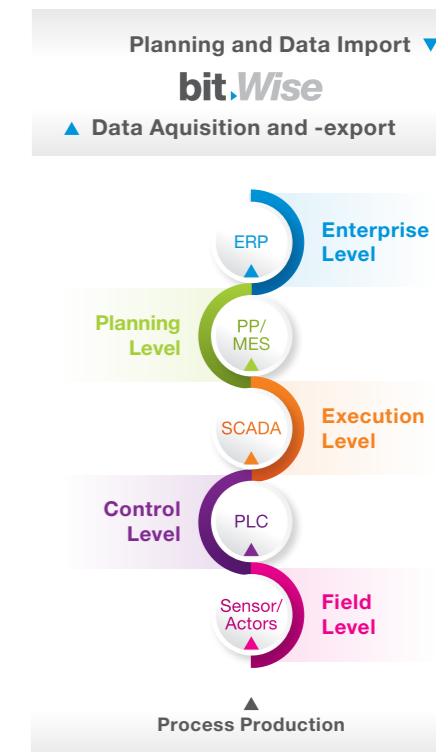 Planning and Data Import
bit.Wise
Data Aquisition and -export
ERP
Enterprise
Level
Planning
Level
PP/
MES
SCADA
Execution
Level
Control
Level
PLC
Sensor/
Actors
Field
Level
Process Production